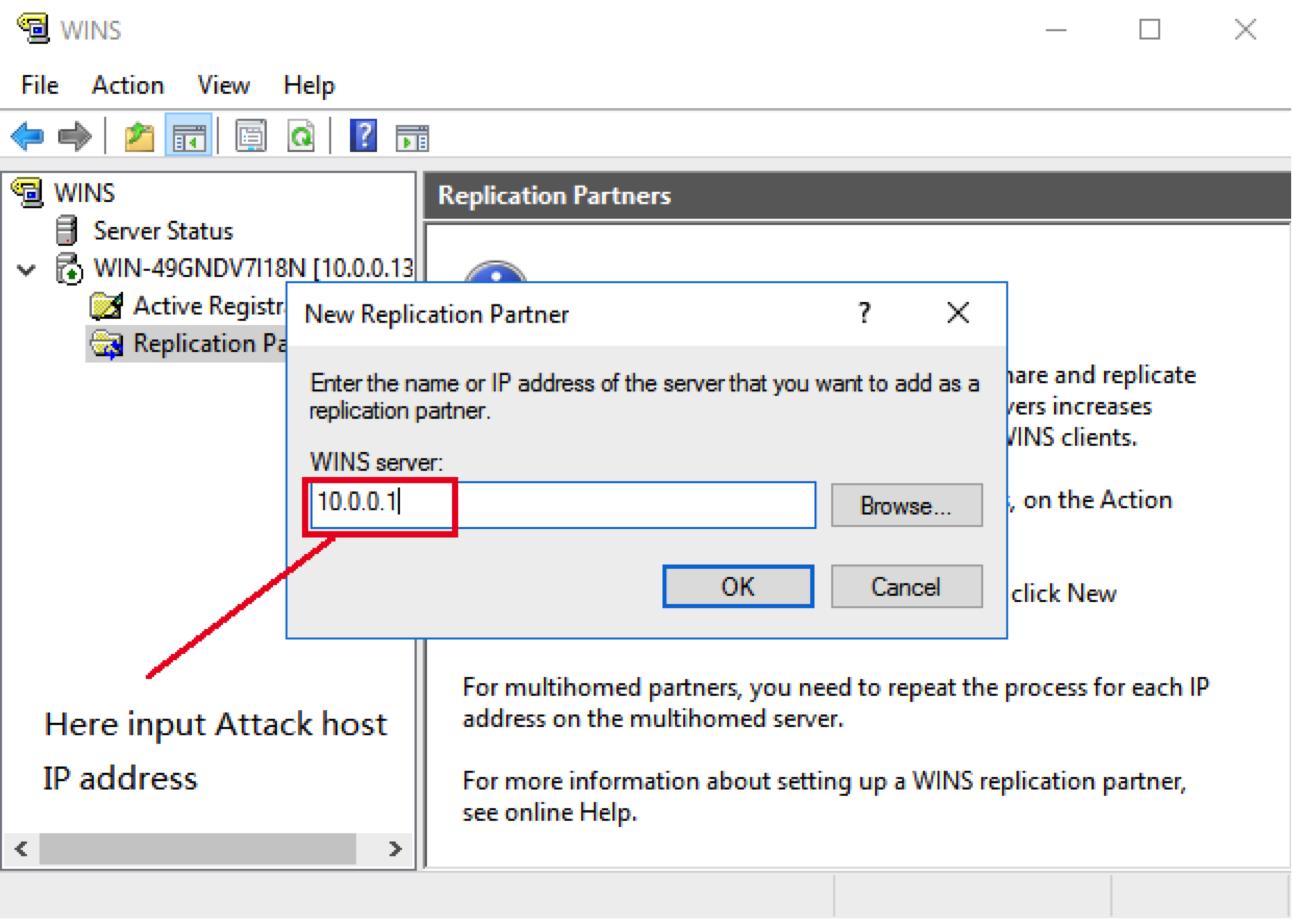 WINS
File Action View Help
WINS
Server Status
WIN-49GNDV7I18N [10.0.0.13
Active Registr
Replication Pa
Replication Partners
New Replication Partner
?
Enter the name or IP address of the server that you want to add as a
replication partner.
WINS server:
10.0.0.1
Browse...
OK Cancel
hare and replicate
vers increases
WINS clients.
, on the Action
click New
For multihomed partners, you need to repeat the process for each IP
address on the multihomed server.
For more information about setting up a WINS replication partner,
see online Help.
Here input Attack host
IP address